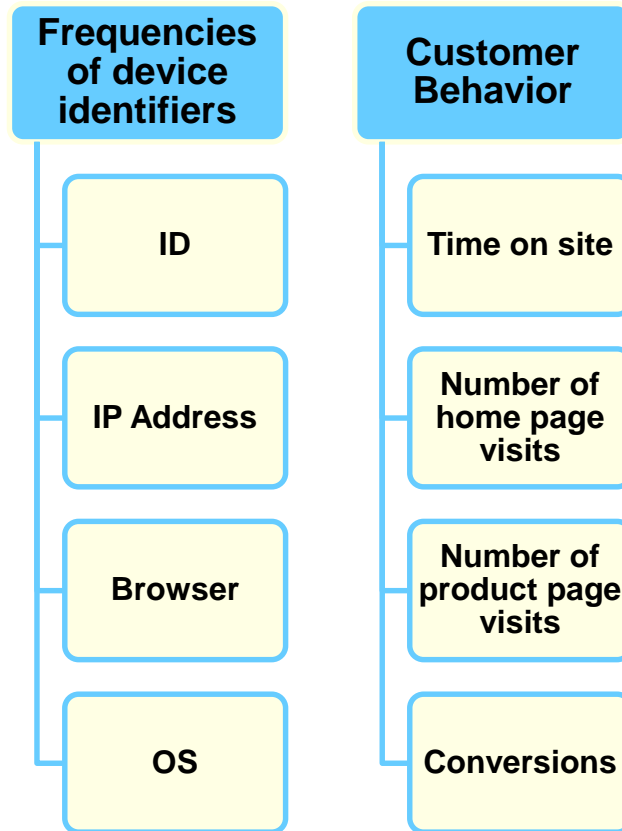 Frequencies
of device
identifiers
ID
IP Address
Browser
OS
Customer
Behavior
Time on site
Number of
home page
visits
Number of
product page
visits
Conversions